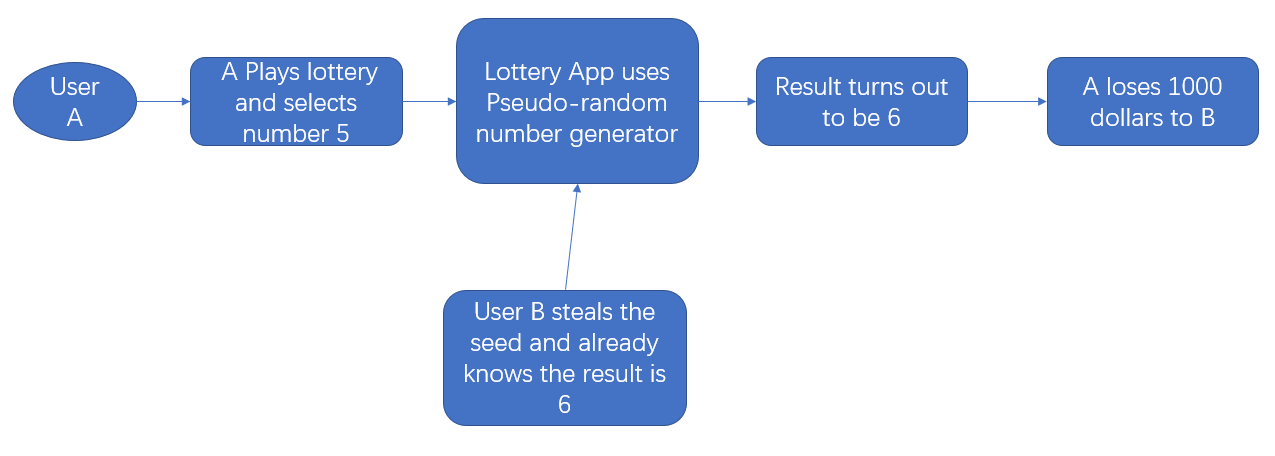 User
A
A Plays lottery
and selects
number 5
Lottery App uses
Pseudo-random
number generator
Result turns out
to be 6
A loses 1000
dollars to B
User B steals the
seed and already
knows the result is
6